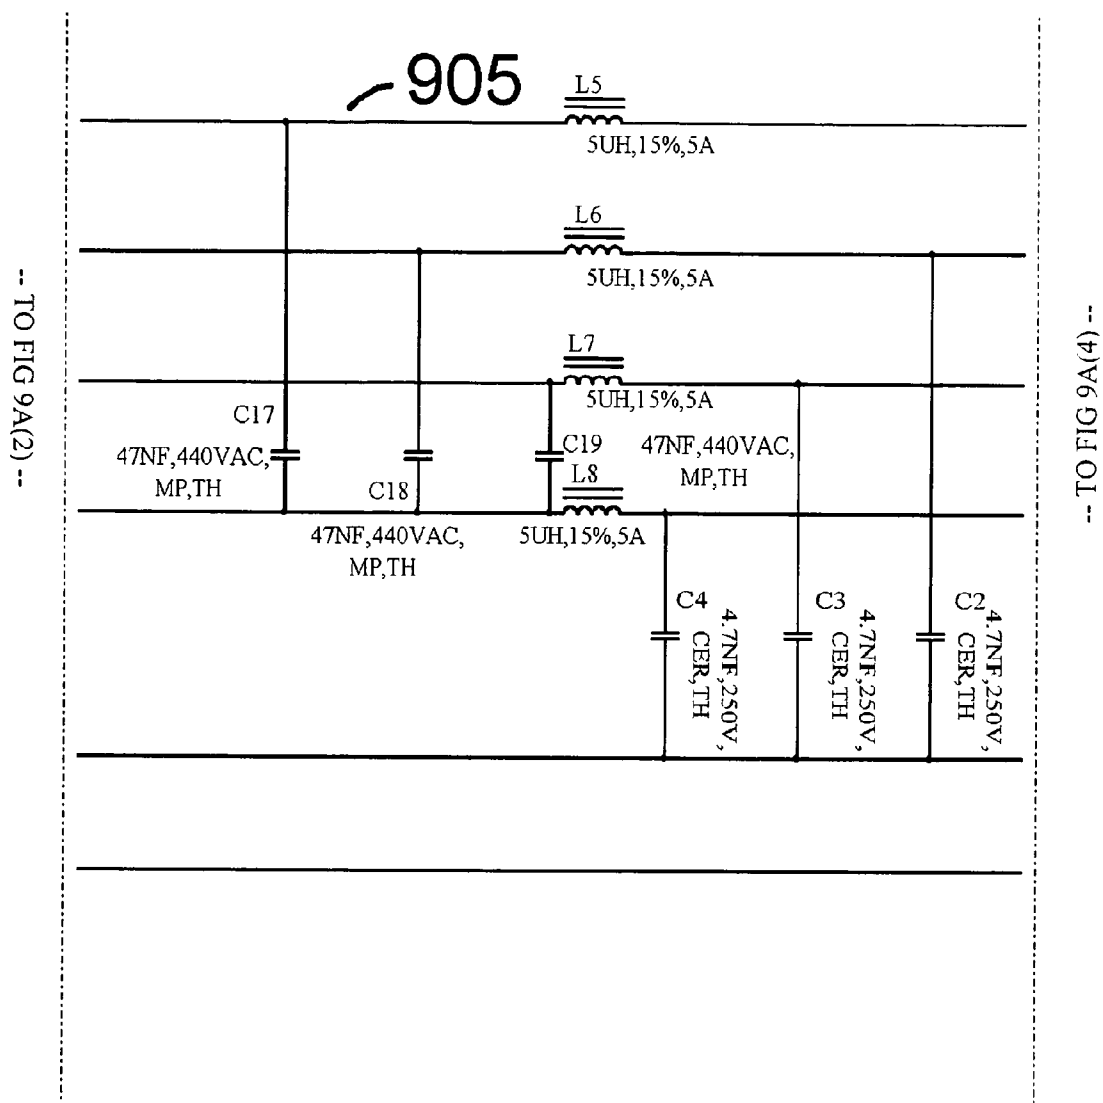 905
L5
5UH,15%,5A
L6
5UH,15%,5A
-- TO FIG 9A(2) --
-- TO FIG 9A(4) --
L7
5UH,15%,5A
C17
47NF,440VAC,
MP,TH
C19
47NF,440VAC,
MP,TH
L8
5UH,15%,5A
C18
47NF,440VAC,
MP,TH
C4
4.7NF,250V,
CER,TH
C3
4.7NF,250V,
CER,TH
C2
4.7NF,250V,
CER,TH